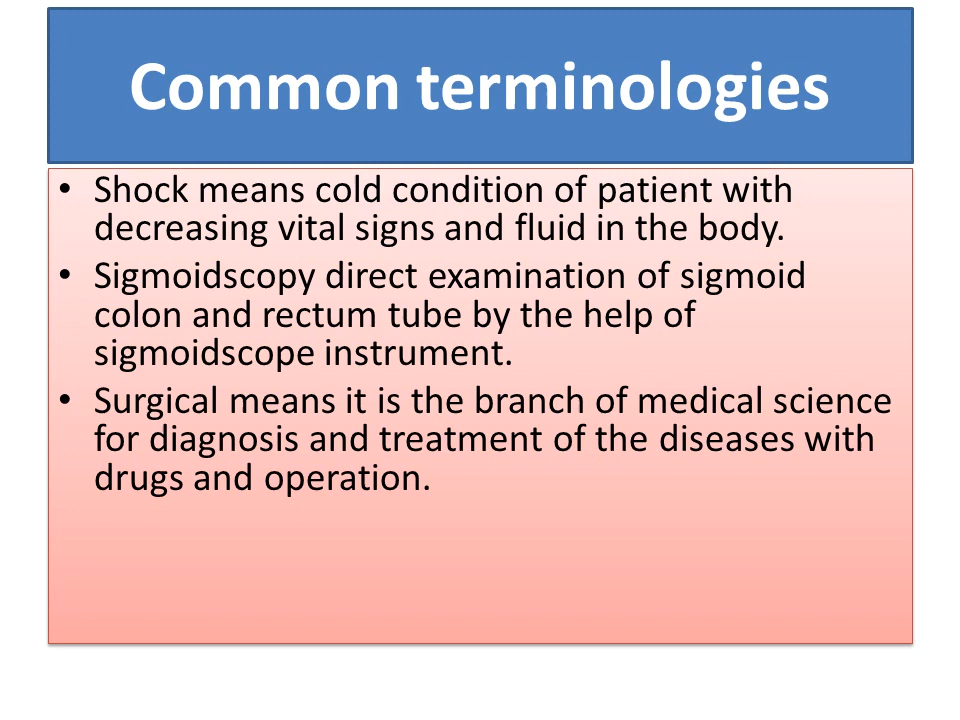 Common terminologies
• Shock means cold condition of patient with
decreasing vital signs and fluid in the body.
• Sigmoidscopy direct examination of sigmoid
colon and rectum tube by the help of
sigmoidscope instrument.
• Surgical means it is the branch of medical science
for diagnosis and treatment of the diseases with
drugs and operation.